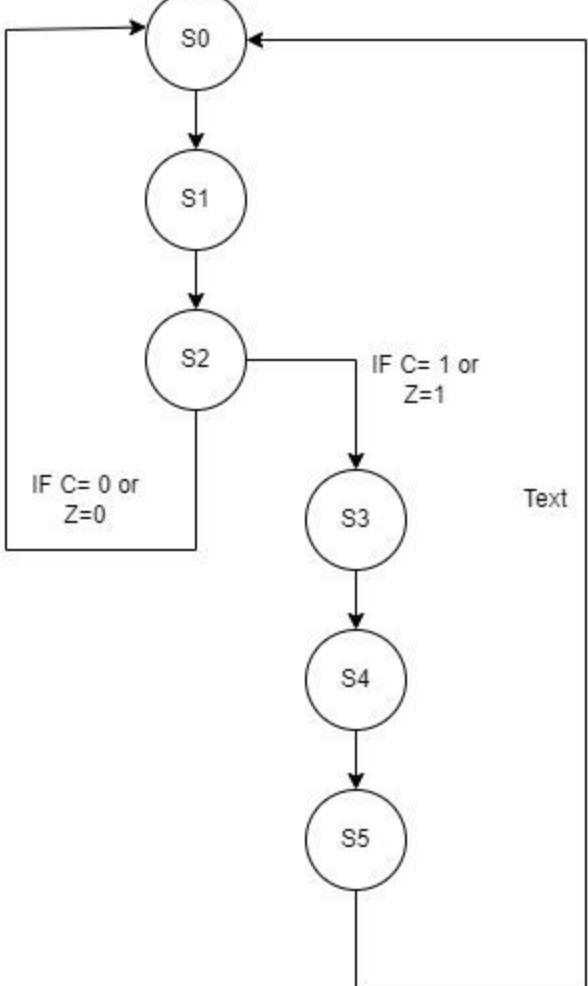 S0
S1
S2
IF C= 1 or
Z=1
IF C= 0 or
Z=0
Text
S3
S4
S5